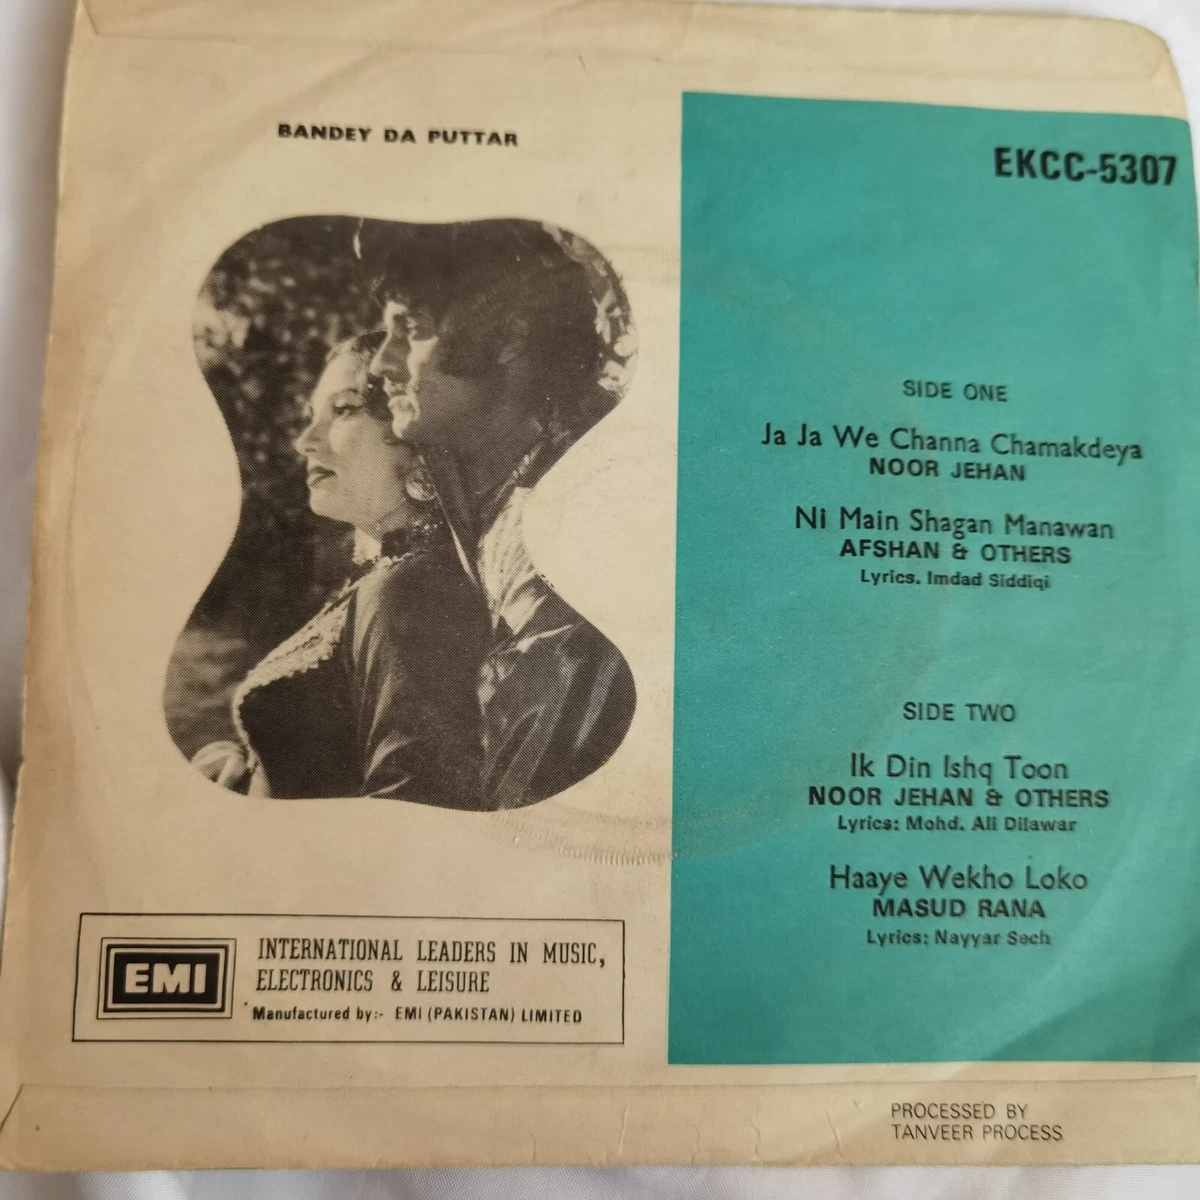 BANDEY DA PUTTAR
EKCC-5307
SIDE ONE
Ja Ja We Channa Chamakdeya
NOOR JEHAN
Ni Main Shagan Manawan
AFSHAN & OTHERS
Lyrics. Imdad Siddiqi
SIDE TWO
Ik Din Ishq Toon
NOOR JEHAN & OTHERS
Lyrics: Mohd. Ali Dilawar
Haaye Wekho Loko
MASUD RANA
Lyrics: Nayyar Sech
EMI
INTERNATIONAL LEADERS IN MUSIC,
ELECTRONICS & LEISURE
Manufactured by:- EMI (PAKISTAN) LIMITED
PROCESSED BY
TANVEER PROCESS